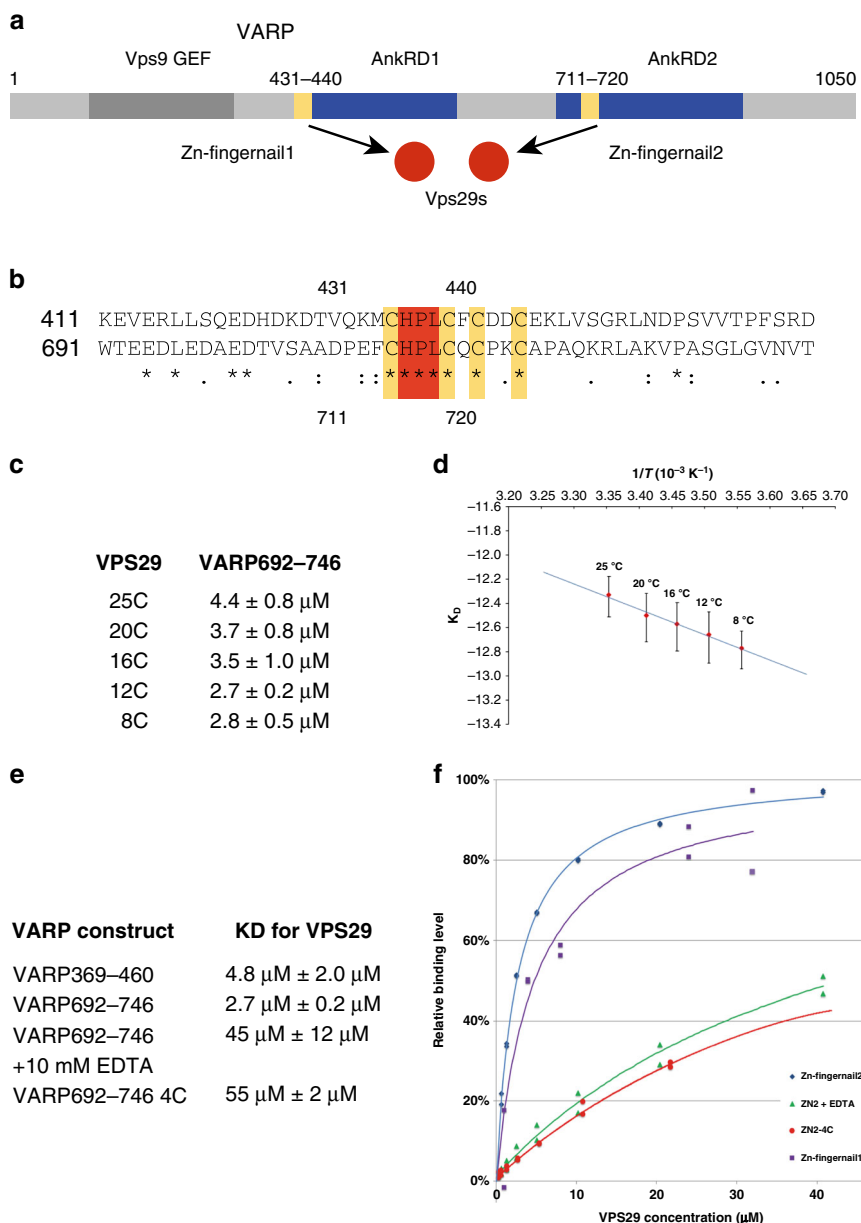 a
VARP
Vps9 GEF
AnkRD1
AnkRD2
1
431–440
711–720
1050
Zn-fingernail1
Zn-fingernail2
Vps29s
b
431 440
411 KEVERLLSQEDHDKDTVQKMCHPLCFCDDCEKLVSGRLNDPSVVTPFSRD
691 WTEEDLEDAEDTVSAADPEFCHPLCQCPKCAPAQKRLAKVPASGLGVNVT
* * . ** . : :: ***** * * . : * : . .
711 720
c
VPS29 VARP692–746
25C 4.4 ± 0.8 μM
20C 3.7 ± 0.8 μM
16C 3.5 ± 1.0 μM
12C 2.7 ± 0.2 μM
8C 2.8 ± 0.5 μM
d
1/T (10⁻³ K⁻¹)
3.20 3.25 3.30 3.35 3.40 3.45 3.50 3.55 3.60 3.65 3.70
–11.6
–11.8
–12.0
–12.2
–12.4
–12.6
–12.8
–13.0
–13.2
–13.4
K_D
25 °C
20 °C
16 °C
12 °C
8 °C
e
VARP construct KD for VPS29
VARP369–460 4.8 μM ± 2.0 μM
VARP692–746 2.7 μM ± 0.2 μM
VARP692–746 45 μM ± 12 μM
+10 mM EDTA
VARP692–746 4C 55 μM ± 2 μM
f
100%
80%
60%
40%
20%
0%
Relative binding level
0 10 20 30 40
VPS29 concentration (μM)
Zn-fingernail2
ZN2 + EDTA
ZN2-4C
Zn-fingernail1